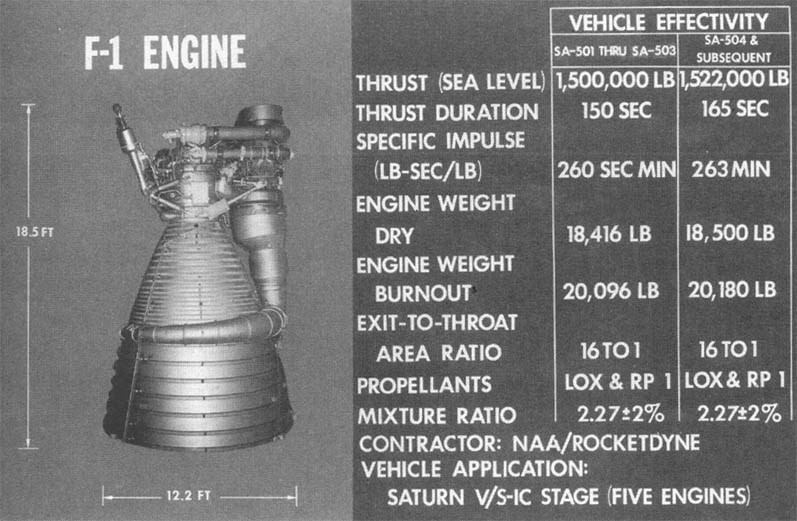 F-1 ENGINE
18.5 FT
12.2 FT
VEHICLE EFFECTIVITY
SA-501 THRU SA-503 SA-504 & SUBSEQUENT
THRUST (SEA LEVEL) 1,500,000 LB 1,522,000 LB
THRUST DURATION 150 SEC 165 SEC
SPECIFIC IMPULSE
(LB-SEC/LB) 260 SEC MIN 263 MIN
ENGINE WEIGHT
DRY 18,416 LB 18,500 LB
ENGINE WEIGHT
BURNOUT 20,096 LB 20,180 LB
EXIT-TO-THROAT
AREA RATIO 16 TO 1 16 TO 1
PROPELLANTS LOX & RP 1 LOX & RP 1
MIXTURE RATIO 2.27±2% 2.27±2%
CONTRACTOR: NAA/ROCKETDYNE
VEHICLE APPLICATION:
SATURN V/S-IC STAGE (FIVE ENGINES)